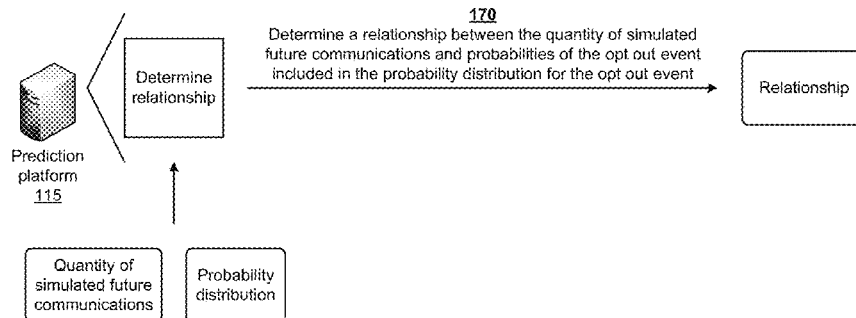 170
Determine a relationship between the quantity of simulated
future communications and probabilities of the opt out event
included in the probability distribution for the opt out event
Determine
relationship
Relationship
Prediction
platform
115
Quantity of
simulated future
communications
Probability
distribution